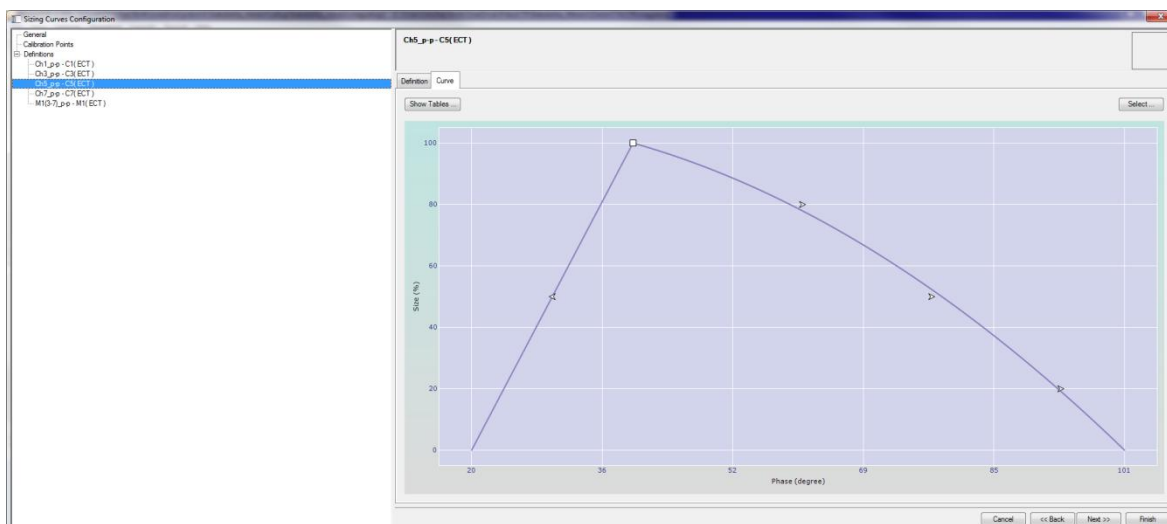 Sizing Curves Configuration
General
Calibration Points
Definitions
Ch1_p-p - C1( ECT )
Ch3_p-p - C3( ECT )
Ch5_p-p - C5( ECT )
Ch7_p-p - C7( ECT )
M1(3-7)_p-p - M1( ECT )
Ch5_p-p - C5( ECT )
Definition Curve
Show Tables ... Select ...
100
80
60
40
20
0
Size (%)
20 36 52 69 85 101
Phase (degree)
Cancel << Back Next >> Finish